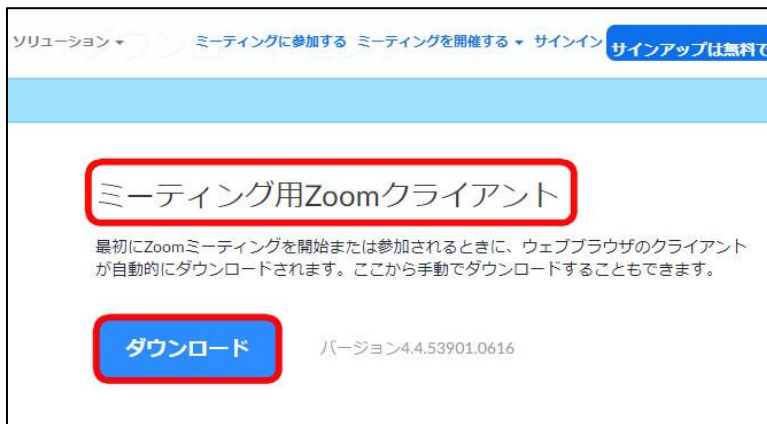 ソリューション ミーティングに参加する ミーティングを開催する サインイン サインアップは無料で
ミーティング用Zoomクライアント
最初にZoomミーティングを開始または参加されるときに、ウェブブラウザのクライアント
が自動的にダウンロードされます。ここから手動でダウンロードすることもできます。
ダウンロード バージョン4.4.53901.0616